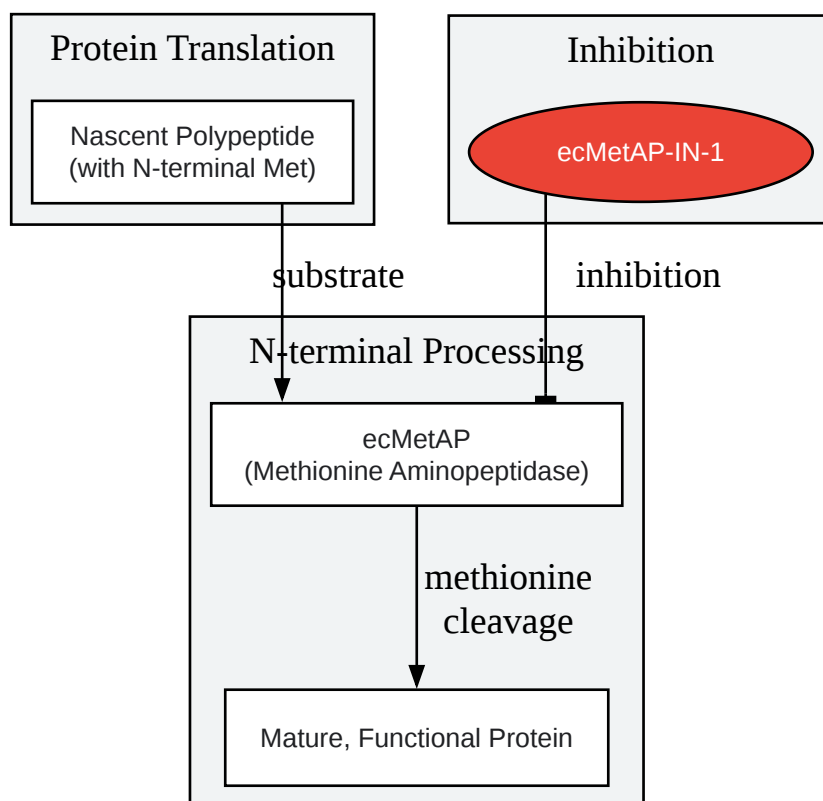 Protein Translation
Nascent Polypeptide
(with N-terminal Met)
Inhibition
ecMetAP-IN-1
substrate
inhibition
N-terminal Processing
ecMetAP
(Methionine Aminopeptidase)
methionine
cleavage
Mature, Functional Protein